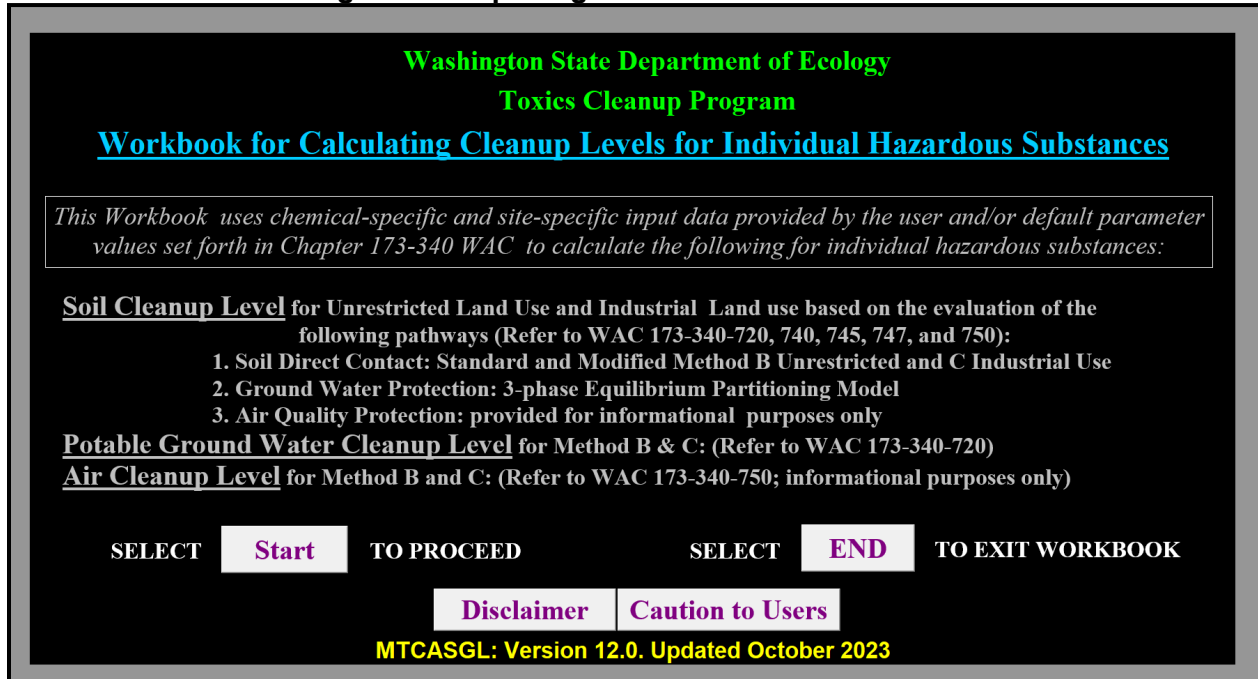 Washington State Department of Ecology
Toxics Cleanup Program
Workbook for Calculating Cleanup Levels for Individual Hazardous Substances
This Workbook uses chemical-specific and site-specific input data provided by the user and/or default parameter
values set forth in Chapter 173-340 WAC to calculate the following for individual hazardous substances:
Soil Cleanup Level for Unrestricted Land Use and Industrial Land use based on the evaluation of the
following pathways (Refer to WAC 173-340-720, 740, 745, 747, and 750):
1. Soil Direct Contact: Standard and Modified Method B Unrestricted and C Industrial Use
2. Ground Water Protection: 3-phase Equilibrium Partitioning Model
3. Air Quality Protection: provided for informational purposes only
Potable Ground Water Cleanup Level for Method B & C: (Refer to WAC 173-340-720)
Air Cleanup Level for Method B and C: (Refer to WAC 173-340-750; informational purposes only)
SELECT Start TO PROCEED SELECT END TO EXIT WORKBOOK
Disclaimer Caution to Users
MTCASGL: Version 12.0. Updated October 2023